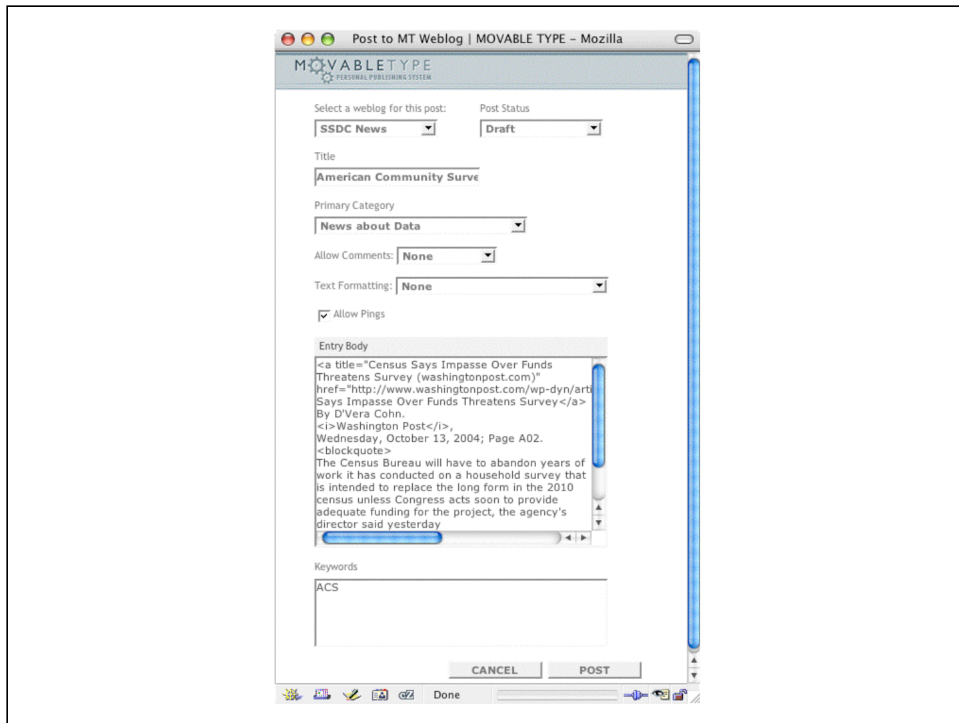 Post to MT Weblog | MOVABLE TYPE – Mozilla
MOVABLETYPE
PERSONAL PUBLISHING SYSTEM
Select a weblog for this post: Post Status
SSDC News Draft
Title
American Community Surve
Primary Category
News about Data
Allow Comments: None
Text Formatting: None
Allow Pings
Entry Body
<a title="Census Says Impasse Over Funds
Threatens Survey (washingtonpost.com)"
href="http://www.washingtonpost.com/wp-dyn/arti
Says Impasse Over Funds Threatens Survey</a>
By D'Vera Cohn.
<i>Washington Post</i>,
Wednesday, October 13, 2004; Page A02.
<blockquote>
The Census Bureau will have to abandon years of
work it has conducted on a household survey that
is intended to replace the long form in the 2010
census unless Congress acts soon to provide
adequate funding for the project, the agency's
director said yesterday
Keywords
ACS
CANCEL POST
Done